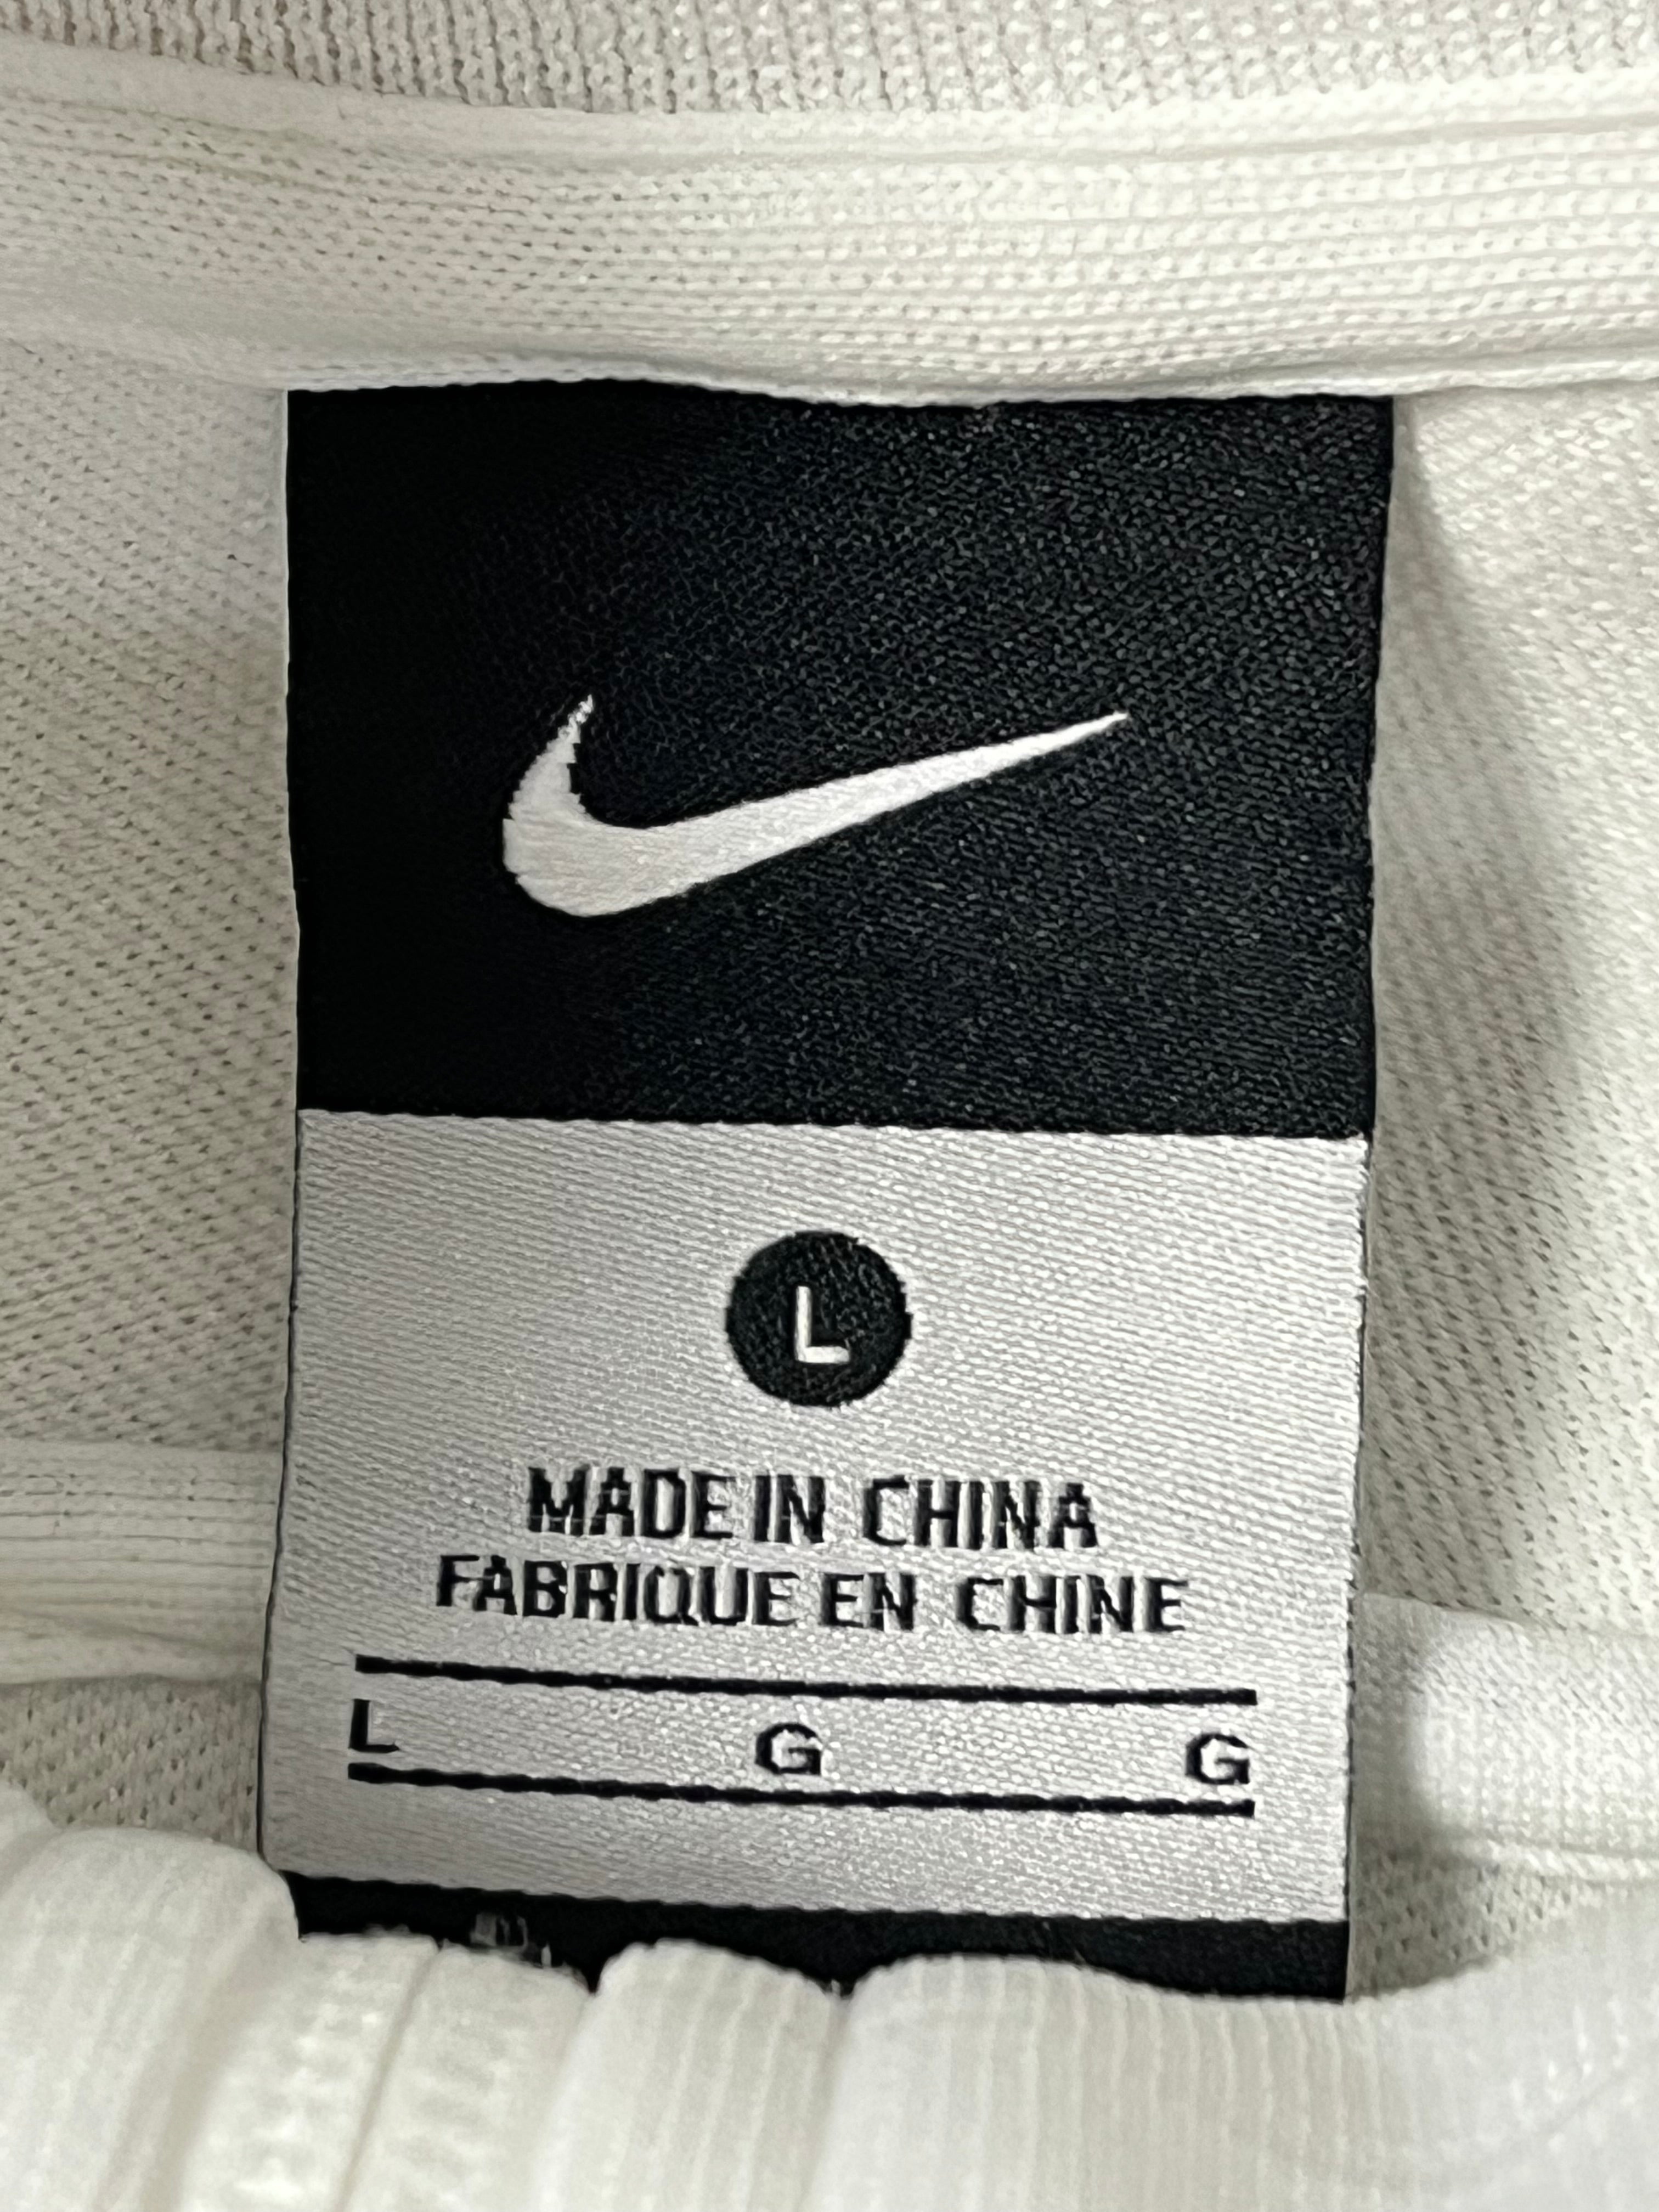 L
MADE IN CHINA
FABRIQUE EN CHINE
L G G